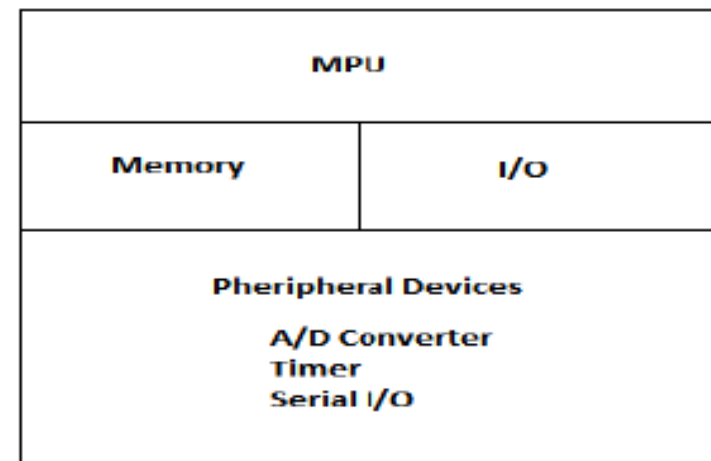 MPU
Memory
I/O
Pheripheral Devices
A/D Converter
Timer
Serial I/O